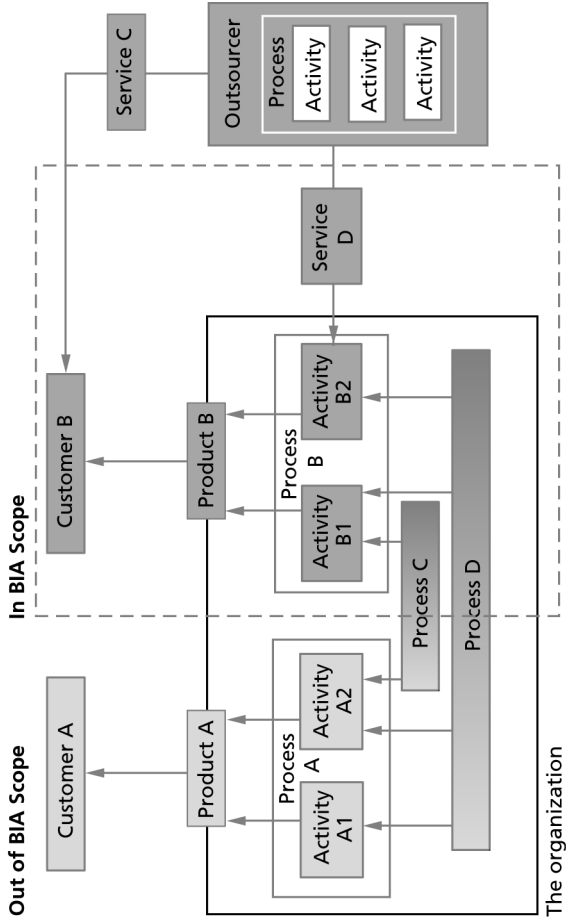 Out of BIA Scope
In BIA Scope
Customer A
Customer B
Service C
Product A
Product B
Outsourcer
Process
Activity
Activity
Activity
Service
D
Process
A
Activity
A1
Activity
A2
Process
B
Activity
B1
Activity
B2
Process C
Process D
The organization